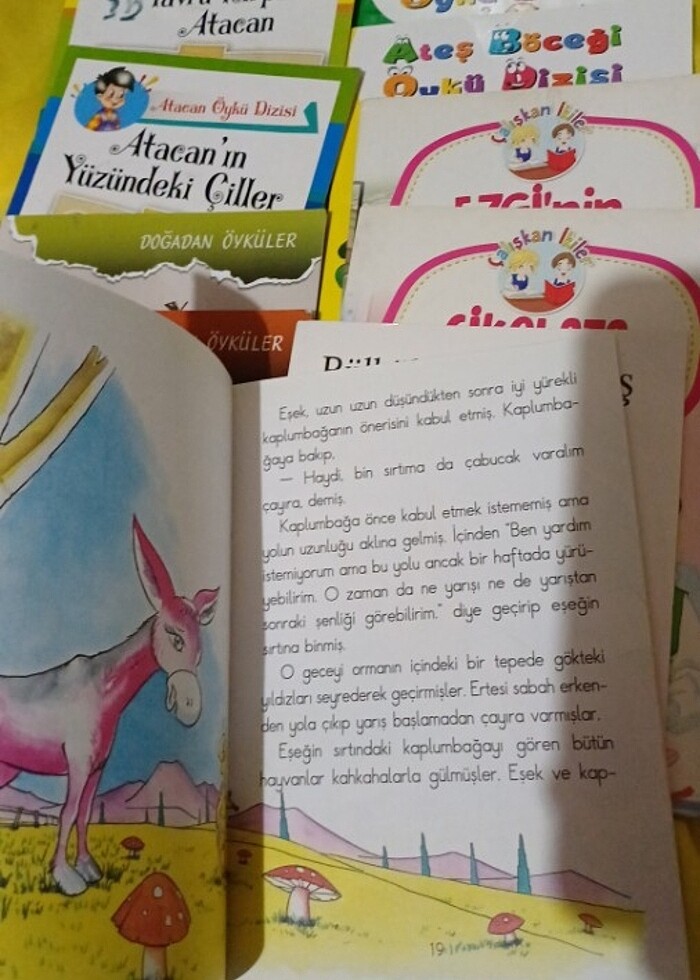 Atacan
Ateş Böceği
Öykü Dizisi
Atacan Öykü Dizisi
Atacan'ın
Yüzündeki Çiller
Çalışkan
EZGİ'nin
DOĞADAN ÖYKÜLER
Çalışkan
ÖYKÜLER
Eşek, uzun uzun düşündükten sonra iyi yürekli
kaplumbağanın önerisini kabul etmiş. Kaplumba-
ğaya bakıp,
— Haydi, bin sırtıma da çabucak varalım
çayıra, demiş.
Kaplumbağa önce kabul etmek istememiş ama
yolun uzunluğu aklına gelmiş. İçinden "Ben yardım
istemiyorum ama bu yolu ancak bir haftada yürü-
yebilirim. O zaman da ne yarışı ne de yarıştan
sonraki şenliği görebilirim." diye geçirip eşeğin
sırtına binmiş.
O geceyi ormanın içindeki bir tepede gökteki
yıldızları seyrederek geçirmişler. Ertesi sabah erken-
den yola çıkıp yarış başlamadan çayıra varmışlar.
Eşeğin sırtındaki kaplumbağayı gören bütün
hayvanlar kahkahalarla gülmüşler. Eşek ve kap-
19